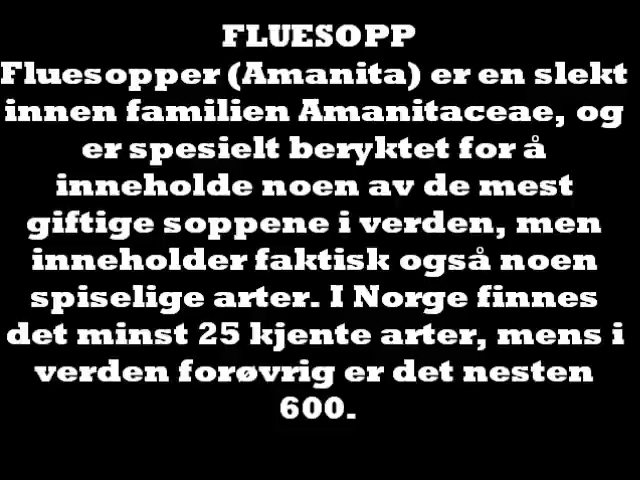 FLUESOPP
Fluesopper (Amanita) er en slekt
innen familien Amanitaceae, og
er spesielt beryktet for å
inneholde noen av de mest
giftige soppene i verden, men
inneholder faktisk også noen
spiselige arter. I Norge finnes
det minst 25 kjente arter, mens i
verden forøvrig er det nesten
600.